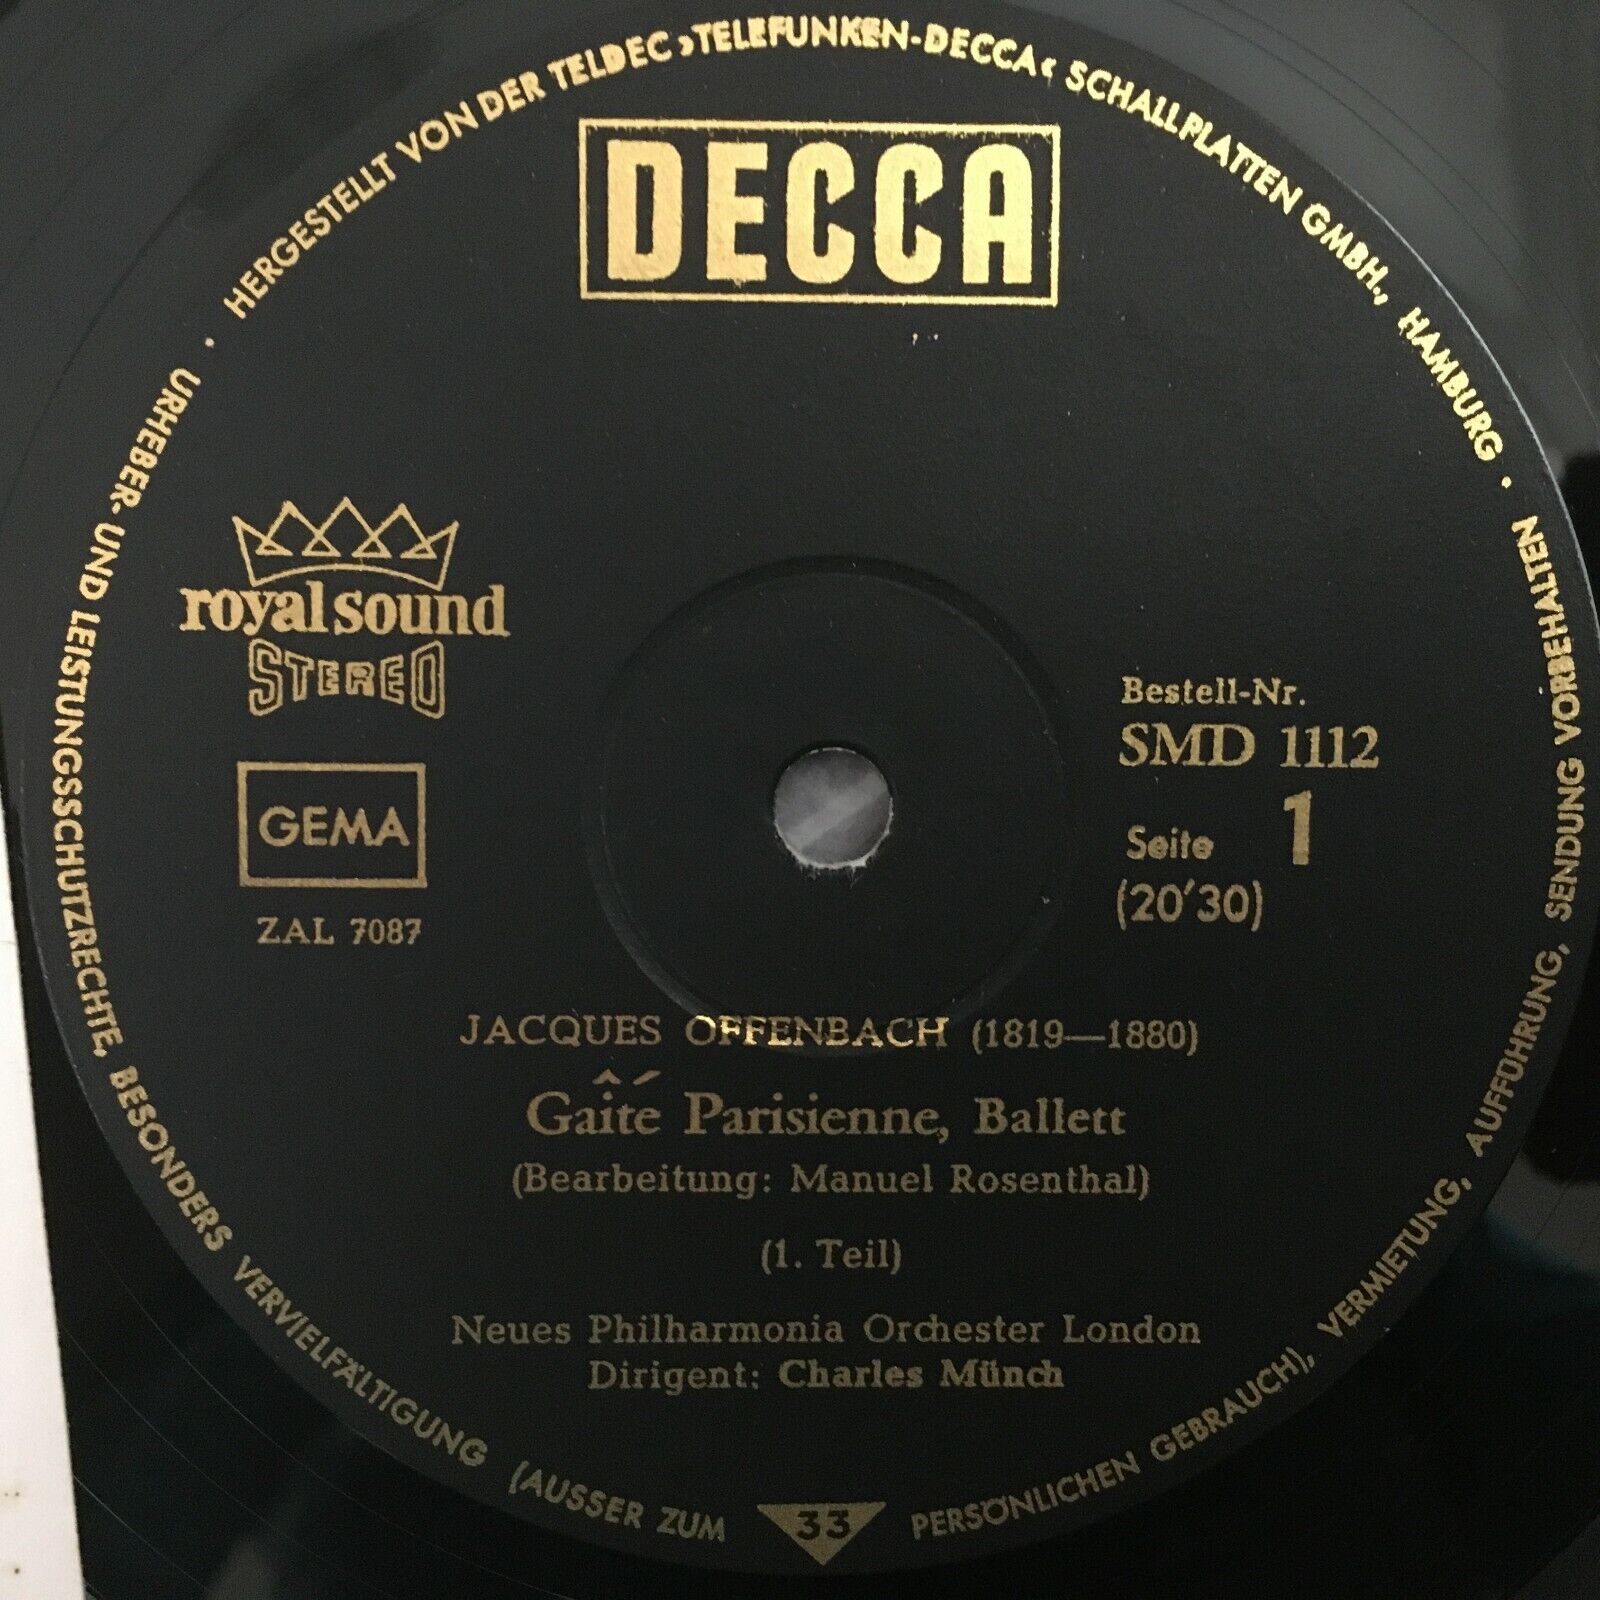 HERGESTELLT VON DER TELDEC ›TELEFUNKEN-DECCA‹ SCHALLPLATTEN GMBH., HAMBURG ·
URHEBER- UND LEISTUNGSSCHUTZRECHTE, BESONDERS VERVIELFÄLTIGUNG (AUSSER ZUM PERSÖNLICHEN GEBRAUCH), VERMIETUNG, AUFFÜHRUNG, SENDUNG VORBEHALTEN ·
DECCA
royal sound
STEREO
GEMA
ZAL 7087
Bestell-Nr.
SMD 1112
Seite 1
(20'30)
JACQUES OFFENBACH (1819—1880)
Gaîté Parisienne, Ballett
(Bearbeitung: Manuel Rosenthal)
(1. Teil)
Neues Philharmonia Orchester London
Dirigent: Charles Münch
33